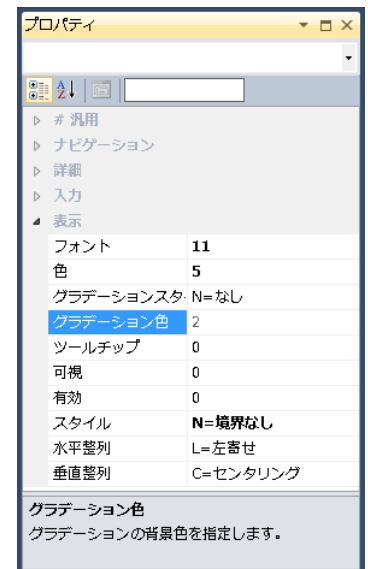 プロパティ
# 汎用
ナビゲーション
詳細
入力
表示
フォント 11
色 5
グラデーションスタ N=なし
グラデーション色 2
ツールチップ 0
可視 0
有効 0
スタイル N=境界なし
水平整列 L=左寄せ
垂直整列 C=センタリング
グラデーション色
グラデーションの背景色を指定します。